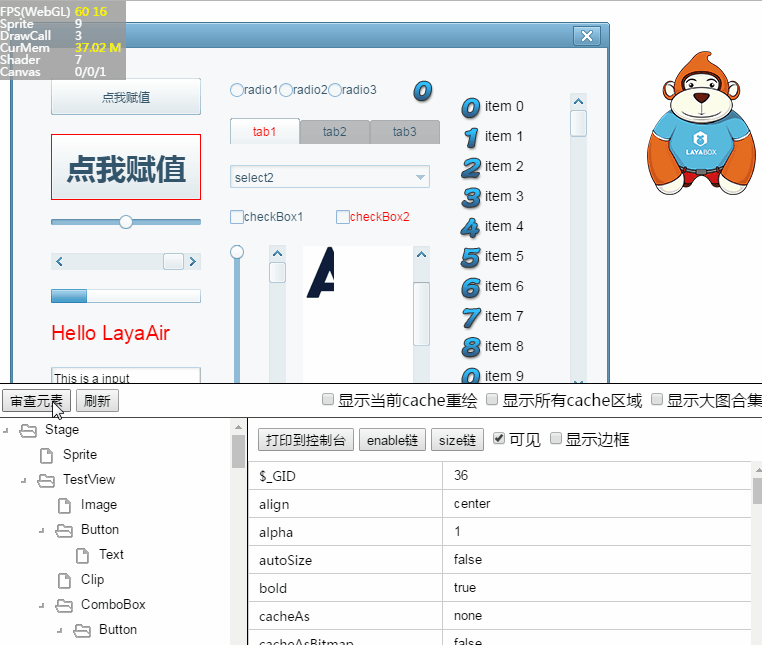 FPS(WebGL) 60 16
Sprite 9
DrawCall 3
CurMem 37.02 M
Shader 7
Canvas 0/0/1
点我赋值
点我赋值
Hello LayaAir
This is a input
radio1 radio2 radio3
0
tab1 tab2 tab3
select2
checkBox1 checkBox2
A
0 item 0
1 item 1
2 item 2
3 item 3
4 item 4
5 item 5
6 item 6
7 item 7
8 item 8
0 item 9
LAYABOX
审查元素 刷新
显示当前cache重绘 显示所有cache区域 显示大图合集
Stage
Sprite
TestView
Image
Button
Text
Clip
ComboBox
Button
打印到控制台 enable链 size链 可见 显示边框
$_GID 36
align center
alpha 1
autoSize false
bold true
cacheAs none
cacheAsBitmap false